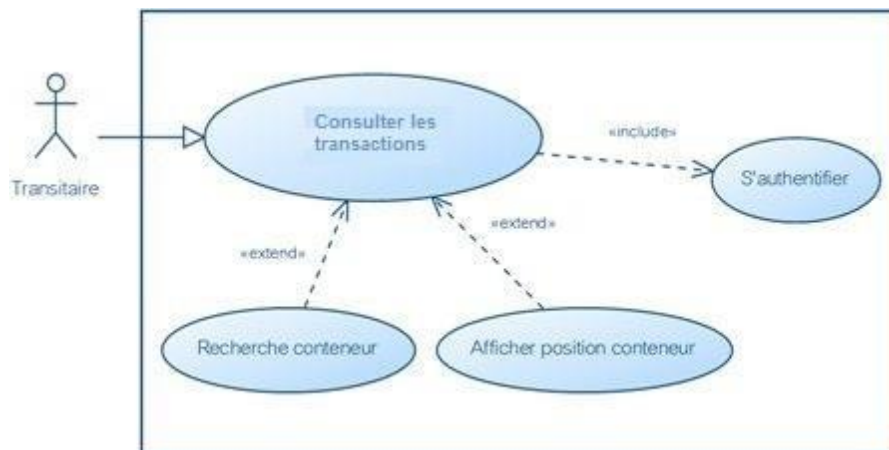 Consulter les
transactions
«include»
S'authentifier
Transitaire
«extend»
«extend»
Recherche conteneur
Afficher position conteneur